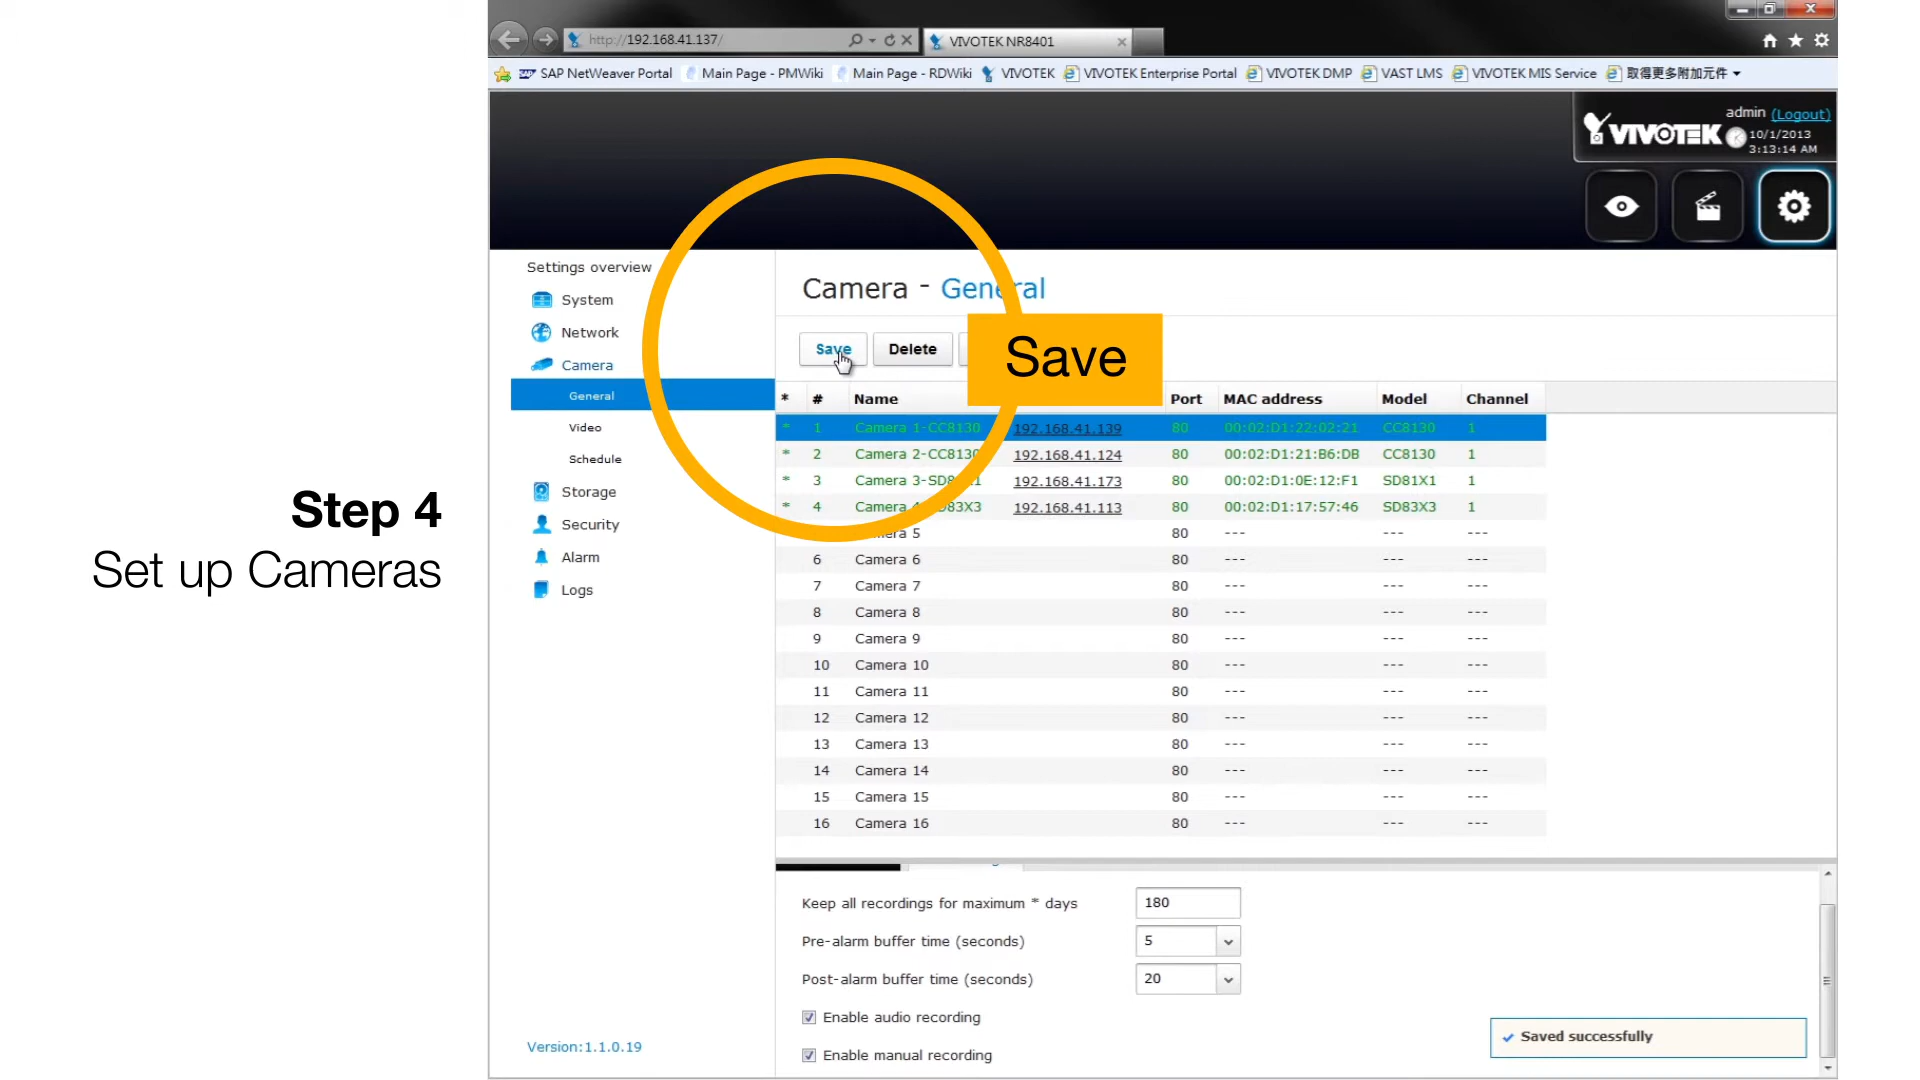 http://192.168.41.137/
VIVOTEK NR8401
SAP NetWeaver Portal
Main Page - PMWiki
Main Page - RDWiki
VIVOTEK
VIVOTEK Enterprise Portal
VIVOTEK DMP
VAST LMS
VIVOTEK MIS Service
取得更多附加元件
admin (Logout)
VIVOTEK
10/1/2013
3:13:14 AM
Step 4
Set up Cameras
Settings overview
System
Network
Camera
General
Video
Schedule
Storage
Security
Alarm
Logs
Version:1.1.0.19
Camera - General
Save Delete
Save
* # Name Port MAC address Model Channel
* 1 Camera 1-CC8130 192.168.41.139 80 00:02:D1:22:02:21 CC8130 1
* 2 Camera 2-CC8130 192.168.41.124 80 00:02:D1:21:B6:DB CC8130 1
* 3 Camera 3-SD81X1 192.168.41.173 80 00:02:D1:0E:12:F1 SD81X1 1
* 4 Camera 4-SD83X3 192.168.41.113 80 00:02:D1:17:57:46 SD83X3 1
Camera 5 80 --- --- ---
6 Camera 6 80 --- --- ---
7 Camera 7 80 --- --- ---
8 Camera 8 80 --- --- ---
9 Camera 9 80 --- --- ---
10 Camera 10 80 --- --- ---
11 Camera 11 80 --- --- ---
12 Camera 12 80 --- --- ---
13 Camera 13 80 --- --- ---
14 Camera 14 80 --- --- ---
15 Camera 15 80 --- --- ---
16 Camera 16 80 --- --- ---
Keep all recordings for maximum * days 180
Pre-alarm buffer time (seconds) 5
Post-alarm buffer time (seconds) 20
Enable audio recording
Enable manual recording
Saved successfully